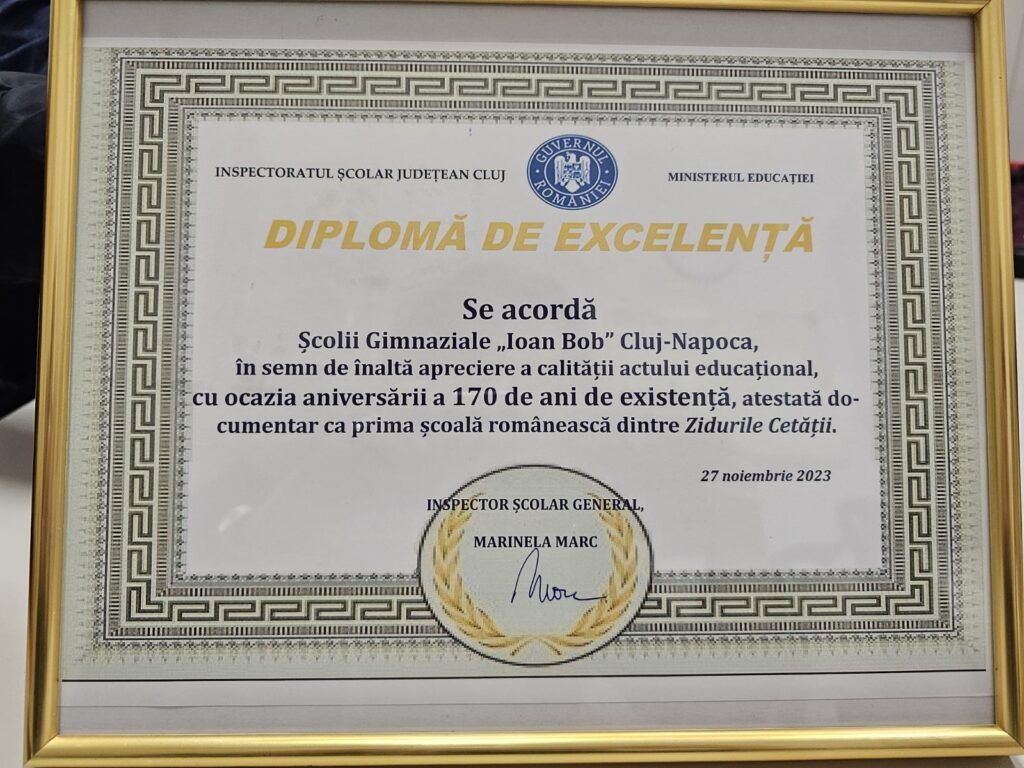 INSPECTORATUL ȘCOLAR JUDEȚEAN CLUJ
GUVERNUL ROMÂNIEI
MINISTERUL EDUCAȚIEI
DIPLOMĂ DE EXCELENȚĂ
Se acordă
Școlii Gimnaziale „Ioan Bob” Cluj-Napoca,
în semn de înaltă apreciere a calității actului educațional,
cu ocazia aniversării a 170 de ani de existență, atestată do-
cumentar ca prima școală românească dintre Zidurile Cetății.
27 noiembrie 2023
INSPECTOR ȘCOLAR GENERAL,
MARINELA MARC
Marc